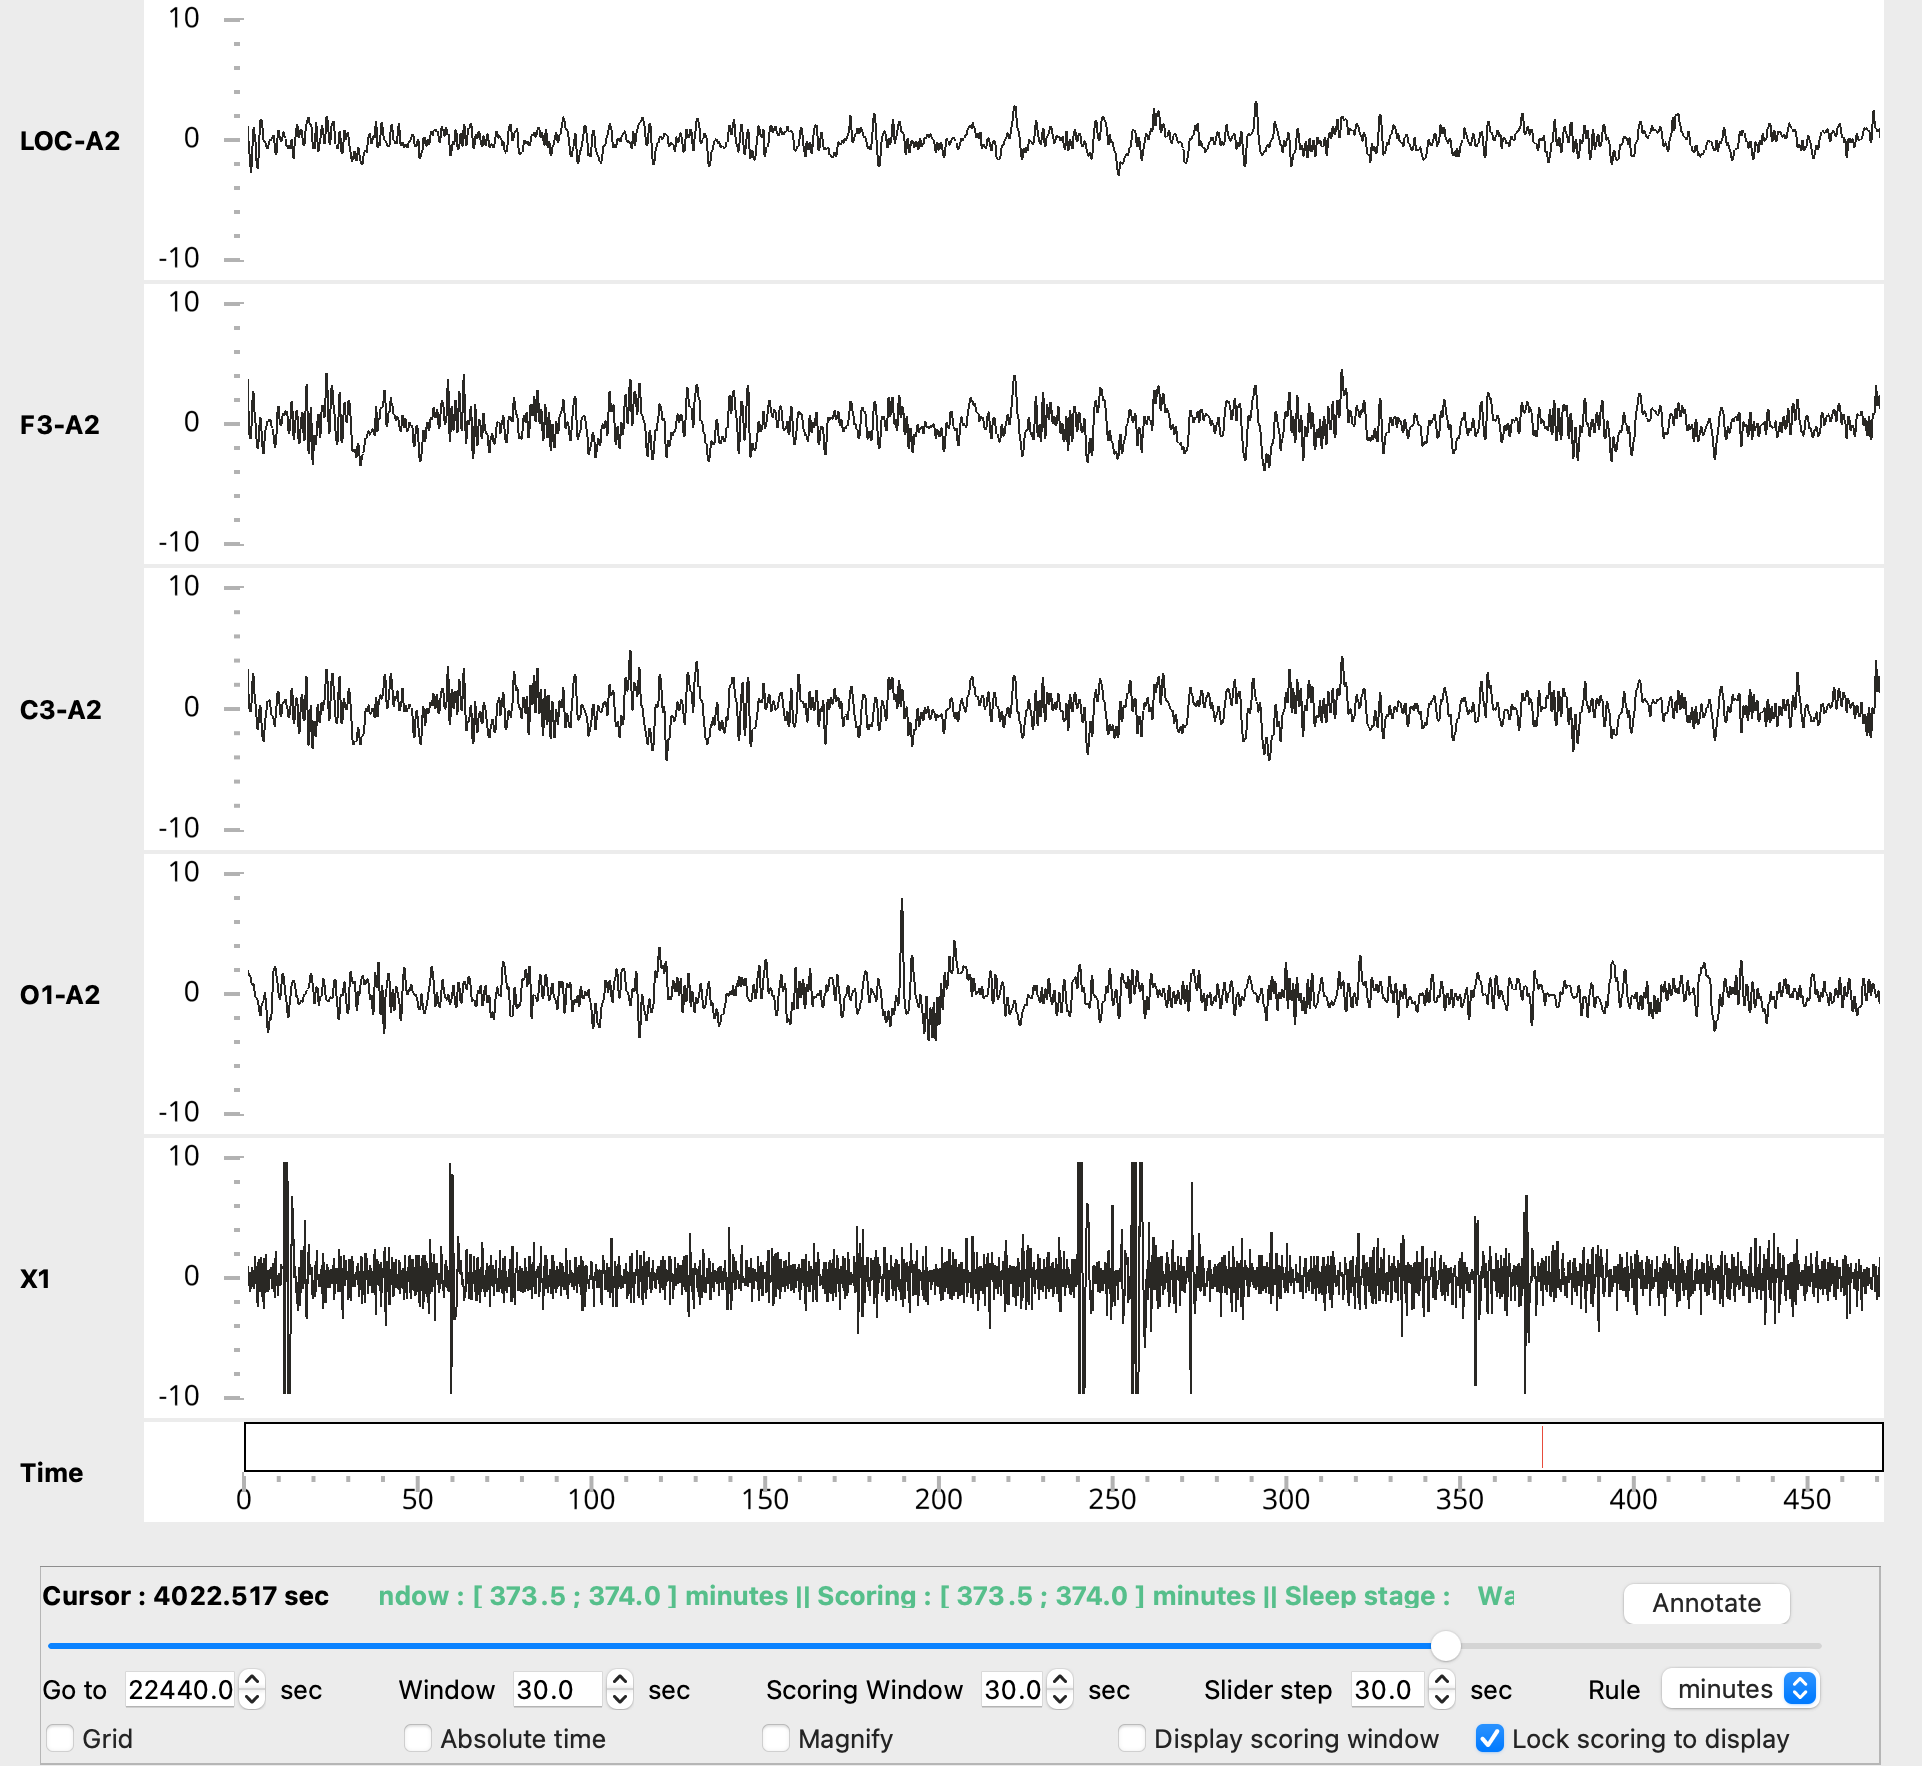 10
LOC-A2
0
-10
10
F3-A2
0
-10
10
C3-A2
0
-10
10
O1-A2
0
-10
10
X1
0
-10
Time
0 50 100 150 200 250 300 350 400 450
Cursor : 4022.517 sec ndow : [ 373.5 ; 374.0 ] minutes || Scoring : [ 373.5 ; 374.0 ] minutes || Sleep stage : Wa Annotate
Go to 22440.0 sec Window 30.0 sec Scoring Window 30.0 sec Slider step 30.0 sec Rule minutes
Grid Absolute time Magnify Display scoring window Lock scoring to display